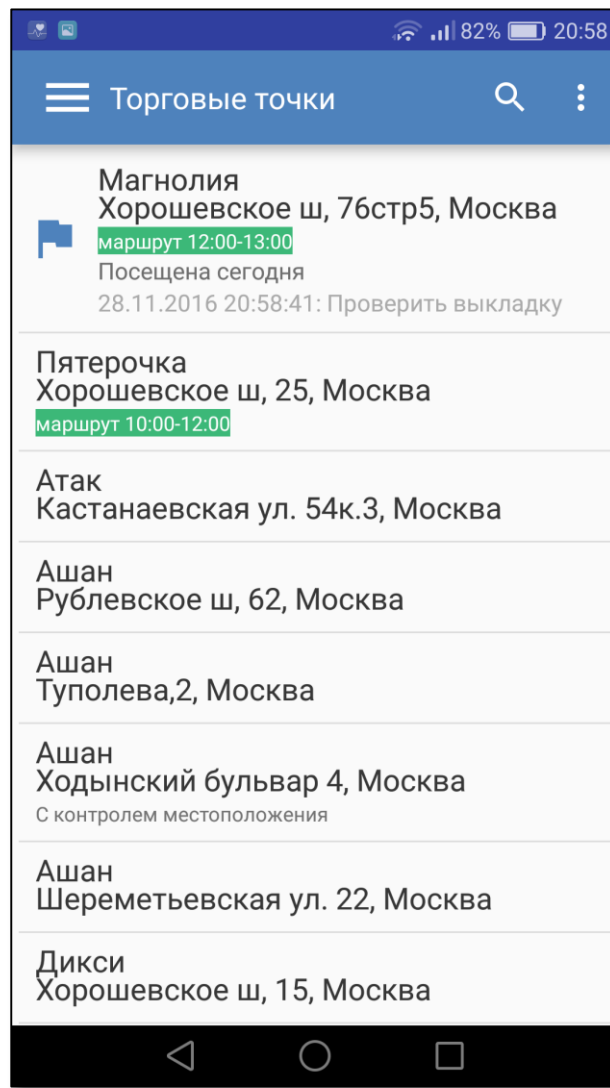 82% 20:58
Торговые точки
Магнолия
Хорошевское ш, 76стр5, Москва
маршрут 12:00-13:00
Посещена сегодня
28.11.2016 20:58:41: Проверить выкладку
Пятерочка
Хорошевское ш, 25, Москва
маршрут 10:00-12:00
Атак
Кастанаевская ул. 54к.3, Москва
Ашан
Рублевское ш, 62, Москва
Ашан
Туполева,2, Москва
Ашан
Ходынский бульвар 4, Москва
С контролем местоположения
Ашан
Шереметьевская ул. 22, Москва
Дикси
Хорошевское ш, 15, Москва